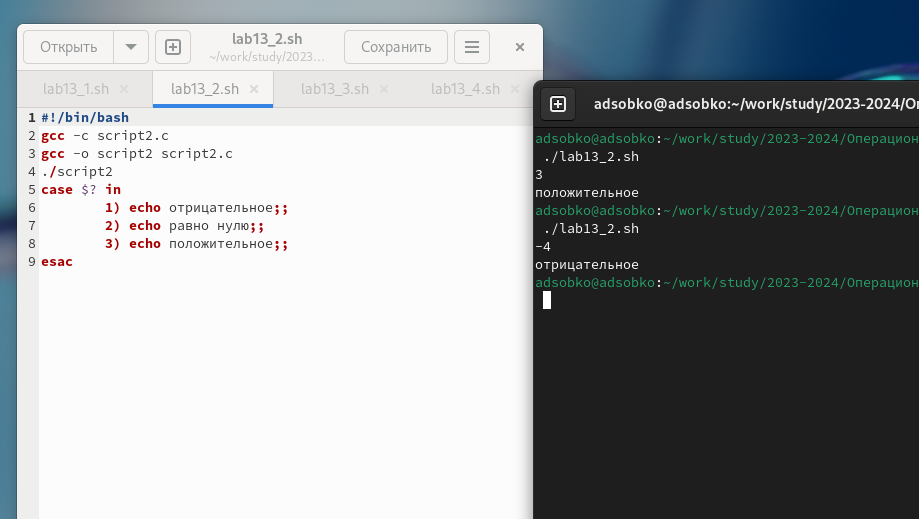 Открыть
lab13_2.sh
~/work/study/2023…
Сохранить
lab13_1.sh
lab13_2.sh
lab13_3.sh
lab13_4.sh
1 #!/bin/bash
2 gcc -c script2.c
3 gcc -o script2 script2.c
4 ./script2
5 case $? in
6 1) echo отрицательное;;
7 2) echo равно нулю;;
8 3) echo положительное;;
9 esac
adsobko@adsobko:~/work/study/2023-2024/Оп
adsobko@adsobko:~/work/study/2023-2024/Операцион
./lab13_2.sh
3
положительное
adsobko@adsobko:~/work/study/2023-2024/Операцион
./lab13_2.sh
-4
отрицательное
adsobko@adsobko:~/work/study/2023-2024/Операцион